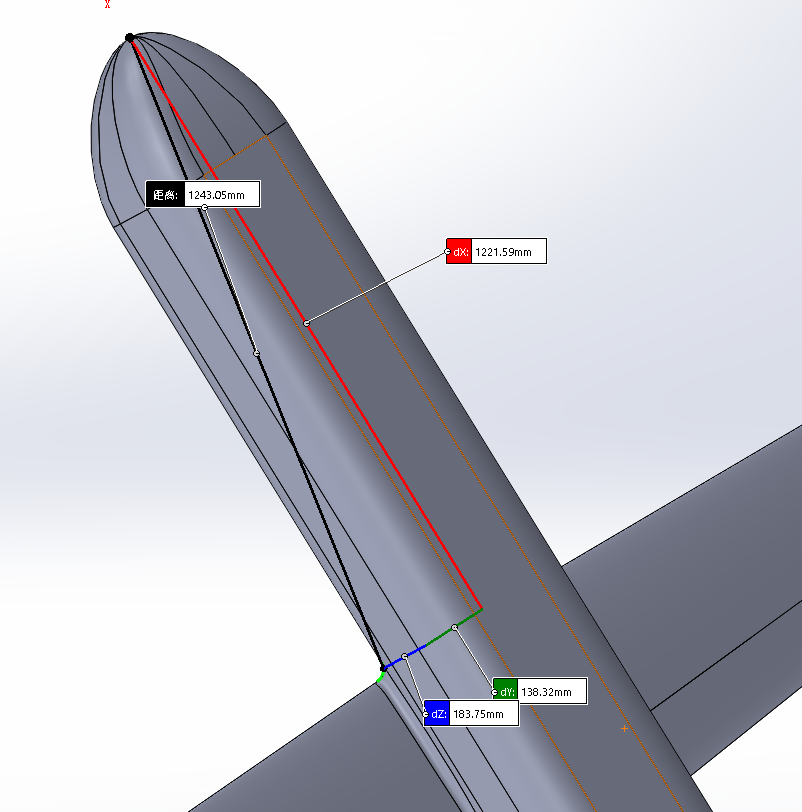 X
距离: 1243.05mm
dX: 1221.59mm
dY: 138.32mm
dZ: 183.75mm